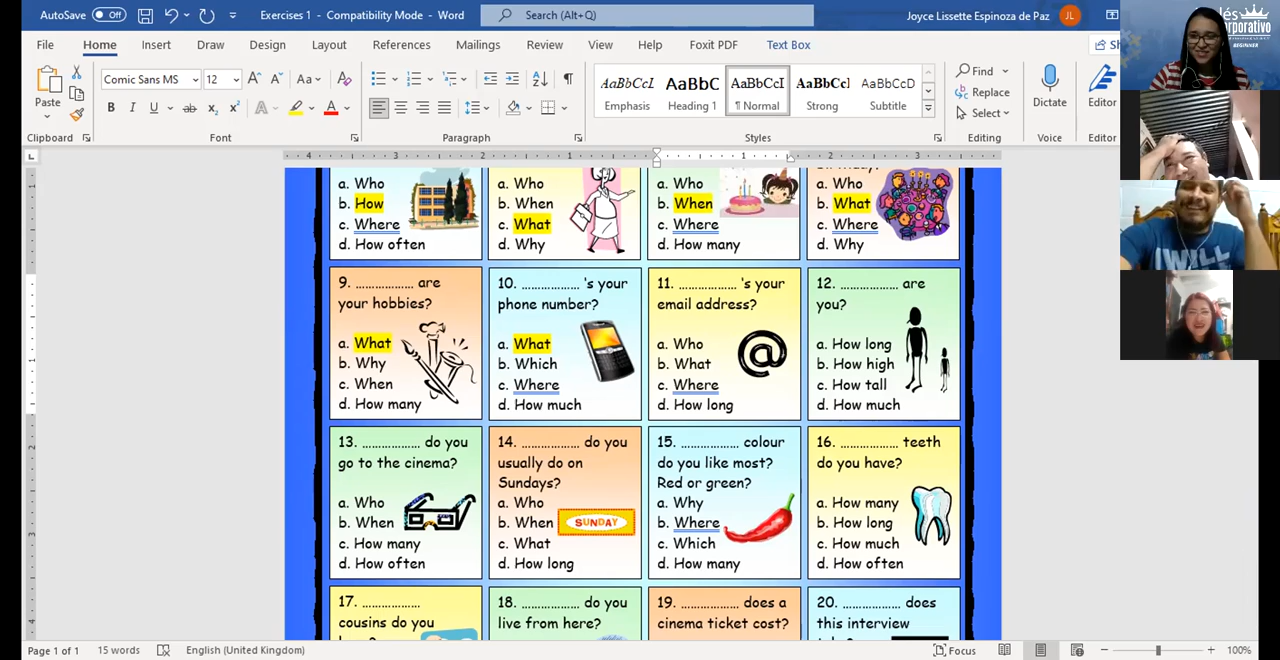 AutoSave Off Exercises 1 - Compatibility Mode - Word Search (Alt+Q) Joyce Lissette Espinoza de Paz JL
File Home Insert Draw Design Layout References Mailings Review View Help Foxit PDF Text Box
Paste
Clipboard
Comic Sans MS 12
Font
Paragraph
AaBbCcI AaBbC AaBbCcI AaBbCcl AaBbCcD
Emphasis Heading 1 ¶ Normal Strong Subtitle
Styles
Find
Replace
Select
Editing
Dictate
Voice
Editor
Editor
BEGINNER
a. Who
b. How
c. Where
d. How often
a. Who
b. When
c. What
d. Why
a. Who
b. When
c. Where
d. How many
a. Who
b. What
c. Where
d. Why
9. .................. are
your hobbies?
a. What
b. Why
c. When
d. How many
10. .................. 's your
phone number?
a. What
b. Which
c. Where
d. How much
11. .................. 's your
email address?
a. Who
b. What
c. Where
d. How long
12. .................. are
you?
a. How long
b. How high
c. How tall
d. How much
13. .................. do you
go to the cinema?
a. Who
b. When
c. How many
d. How often
14. .................. do you
usually do on
Sundays?
a. Who
b. When
c. What
d. How long
SUNDAY
15. .................. colour
do you like most?
Red or green?
a. Why
b. Where
c. Which
d. How many
16. .................. teeth
do you have?
a. How many
b. How long
c. How much
d. How often
17. ..................
cousins do you
18. .................. do you
live from here?
19. .................. does a
cinema ticket cost?
20. .................. does
this interview
Page 1 of 1 15 words English (United Kingdom) Focus 100%